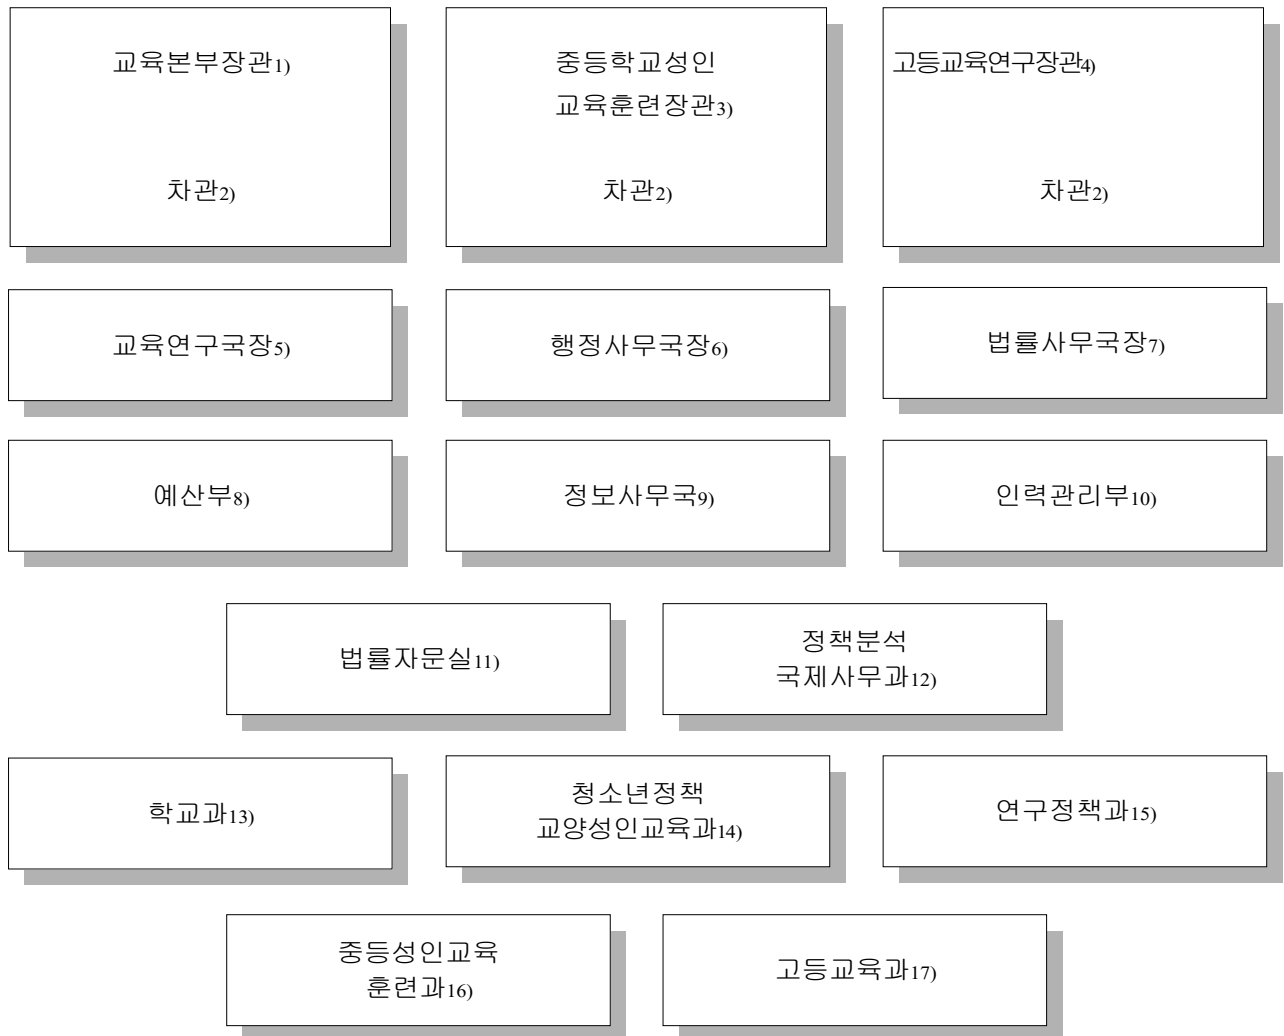 교육본부장관1)
차관2)
중등학교성인
교육훈련장관3)
차관2)
고등교육연구장관4)
차관2)
교육연구국장5)
행정사무국장6)
법률사무국장7)
예산부8)
정보사무국9)
인력관리부10)
법률자문실11)
정책분석
국제사무과12)
학교과13)
청소년정책
교양성인교육과14)
연구정책과15)
중등성인교육
훈련과16)
고등교육과17)